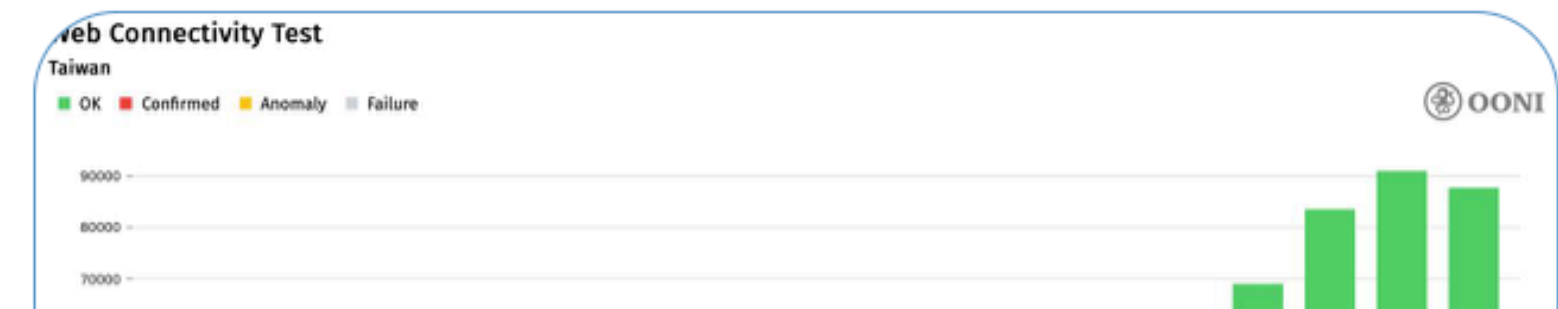 Web Connectivity Test
Taiwan
OK Confirmed Anomaly Failure
OONI
90000
80000
70000